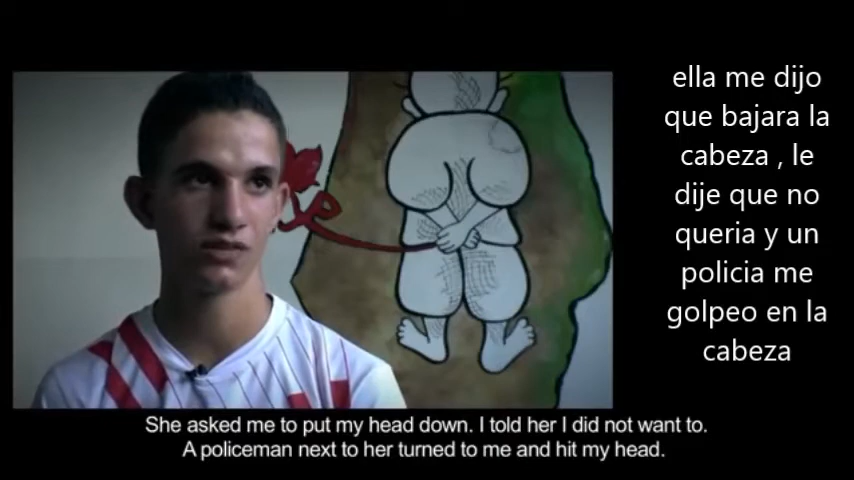 ella me dijo
que bajara la
cabeza , le
dije que no
queria y un
policia me
golpeo en la
cabeza
She asked me to put my head down. I told her I did not want to.
A policeman next to her turned to me and hit my head.